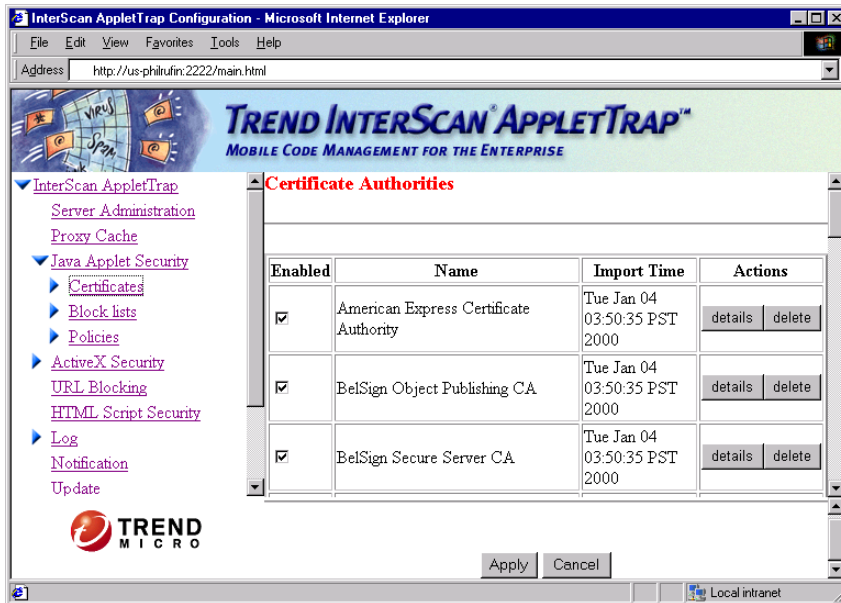 InterScan AppletTrap Configuration - Microsoft Internet Explorer
File Edit View Favorites Tools Help
Address http://us-philrufin:2222/main.html
VIRUS
SPAM
TREND INTERSCAN® APPLETTRAP™
MOBILE CODE MANAGEMENT FOR THE ENTERPRISE
InterScan AppletTrap
Server Administration
Proxy Cache
Java Applet Security
Certificates
Block lists
Policies
ActiveX Security
URL Blocking
HTML Script Security
Log
Notification
Update
TREND
MICRO
Certificate Authorities
Enabled Name Import Time Actions
American Express Certificate
Authority
Tue Jan 04
03:50:35 PST
2000
details delete
BelSign Object Publishing CA
Tue Jan 04
03:50:35 PST
2000
details delete
BelSign Secure Server CA
Tue Jan 04
03:50:35 PST
2000
details delete
Apply Cancel
Local intranet